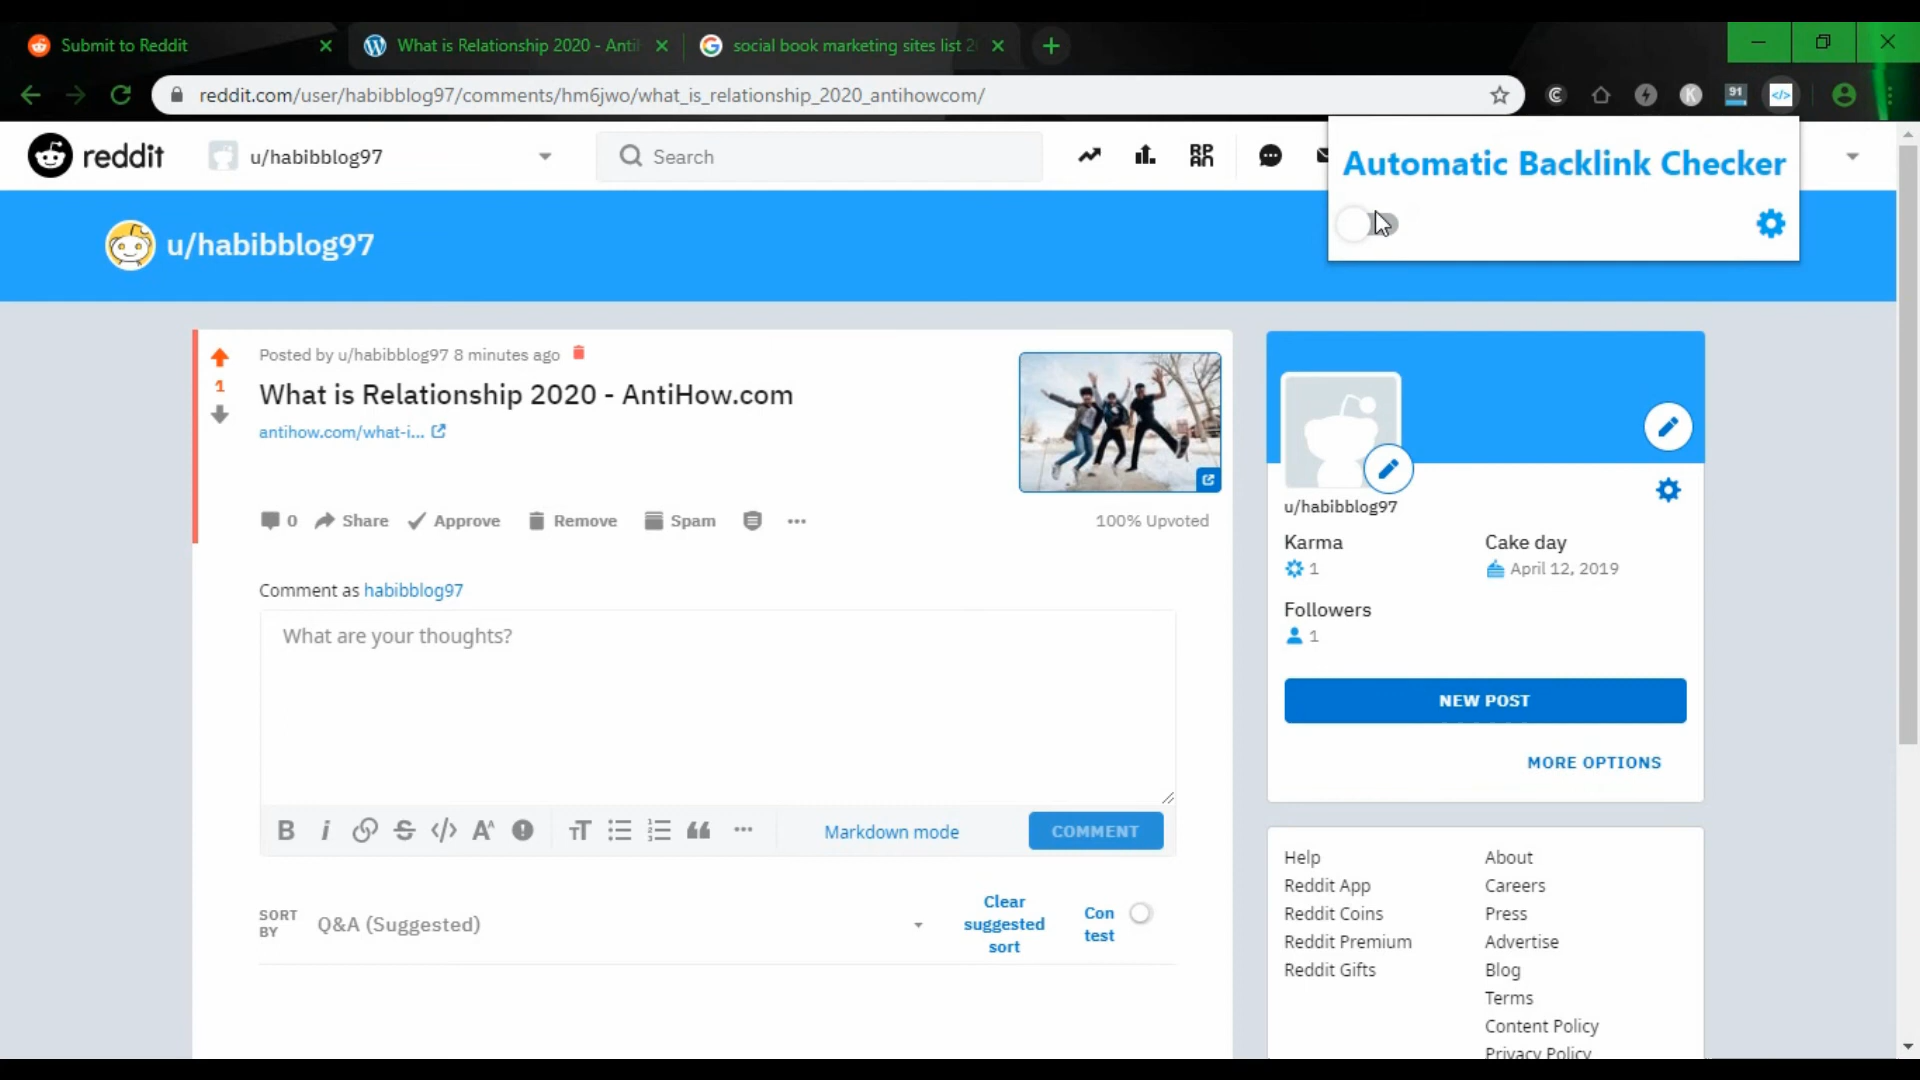 Submit to Reddit
What is Relationship 2020 - Anti
social book marketing sites list 2
reddit.com/user/habibblog97/comments/hm6jwo/what_is_relationship_2020_antihowcom/
91
reddit
u/habibblog97
Search
Automatic Backlink Checker
u/habibblog97
Posted by u/habibblog97 8 minutes ago
1
What is Relationship 2020 - AntiHow.com
antihow.com/what-i...
0 Share Approve Remove Spam
100% Upvoted
Comment as habibblog97
What are your thoughts?
Markdown mode
COMMENT
SORT BY
Q&A (Suggested)
Clear suggested sort
Con test
u/habibblog97
Karma
1
Cake day
April 12, 2019
Followers
1
NEW POST
MORE OPTIONS
Help
Reddit App
Reddit Coins
Reddit Premium
Reddit Gifts
About
Careers
Press
Advertise
Blog
Terms
Content Policy
Privacy Policy